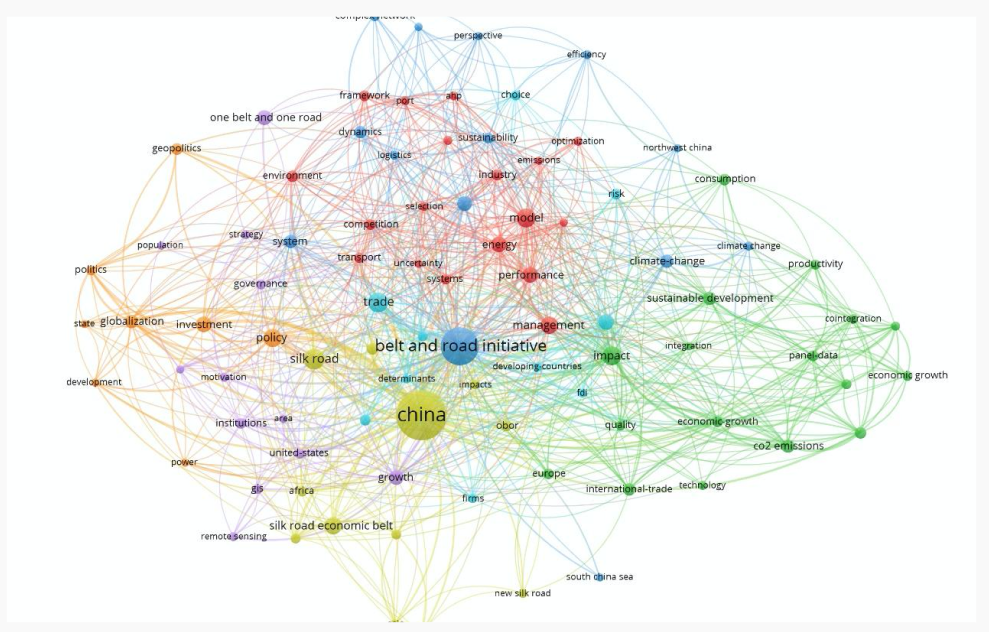 complex-network
perspective
efficiency
framework
port
ahp
choice
one belt and one road
dynamics
sustainability
optimization
geopolitics
logistics
emissions
northwest china
environment
industry
consumption
risk
selection
model
competition
strategy
system
energy
population
climate change
transport
uncertainty
climate-change
productivity
politics
systems
performance
governance
trade
sustainable development
state
globalization
investment
management
cointegration
policy
belt and road initiative
integration
silk road
impact
panel-data
developing-countries
economic growth
development
motivation
determinants
impacts
fdi
china
institutions
area
obor
quality
economic-growth
co2 emissions
united-states
power
growth
europe
gis
africa
firms
international-trade
technology
silk road economic belt
remote sensing
south china sea
new silk road